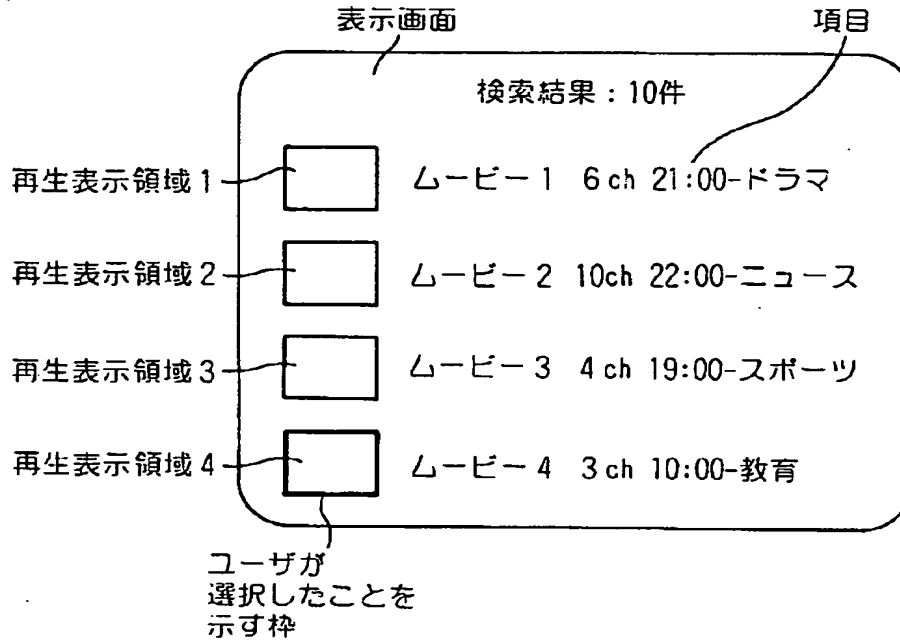 表示画面
項目
検索結果:10件
再生表示領域1
ムービー1 6ch 21:00-ドラマ
再生表示領域2
ムービー2 10ch 22:00-ニュース
再生表示領域3
ムービー3 4ch 19:00-スポーツ
再生表示領域4
ムービー4 3ch 10:00-教育
ユーザが
選択したことを
示す枠